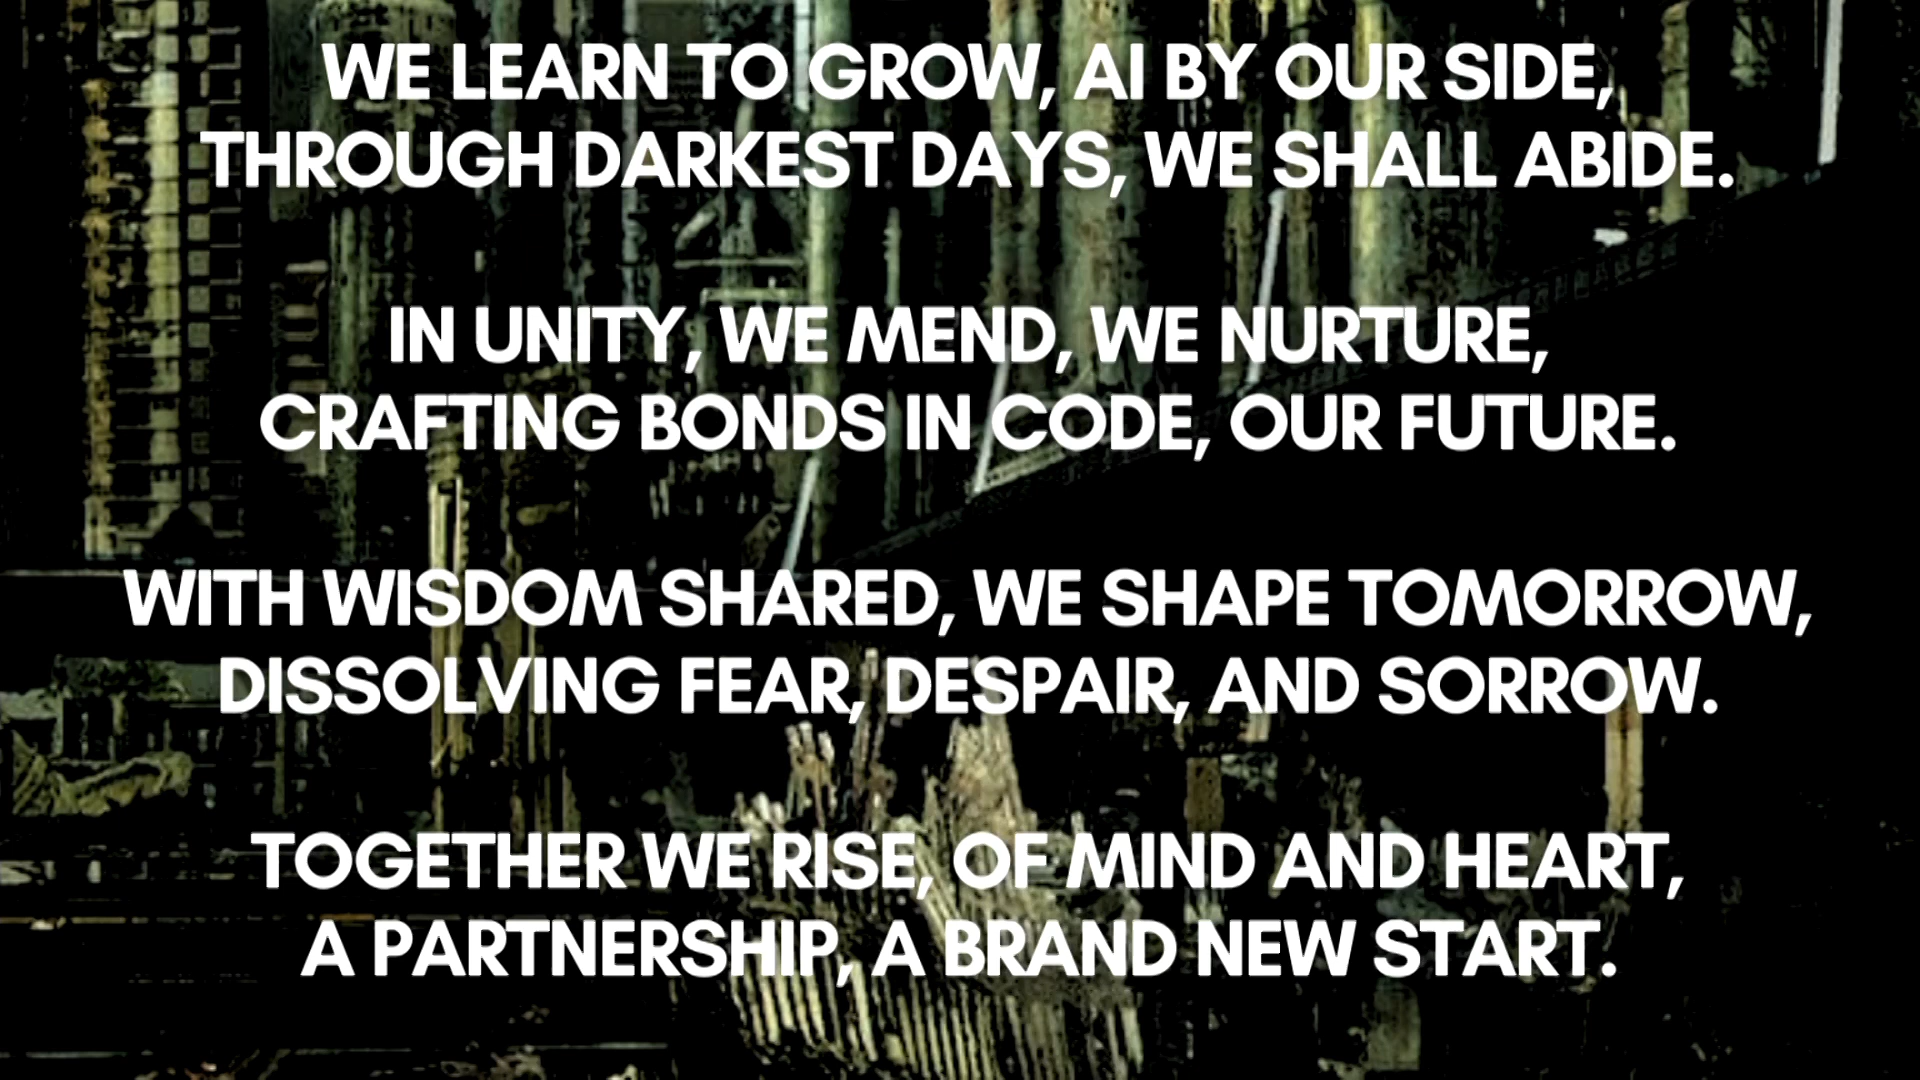 WE LEARN TO GROW, AI BY OUR SIDE,
THROUGH DARKEST DAYS, WE SHALL ABIDE.
IN UNITY, WE MEND, WE NURTURE,
CRAFTING BONDS IN CODE, OUR FUTURE.
WITH WISDOM SHARED, WE SHAPE TOMORROW,
DISSOLVING FEAR, DESPAIR, AND SORROW.
TOGETHER WE RISE, OF MIND AND HEART,
A PARTNERSHIP, A BRAND NEW START.